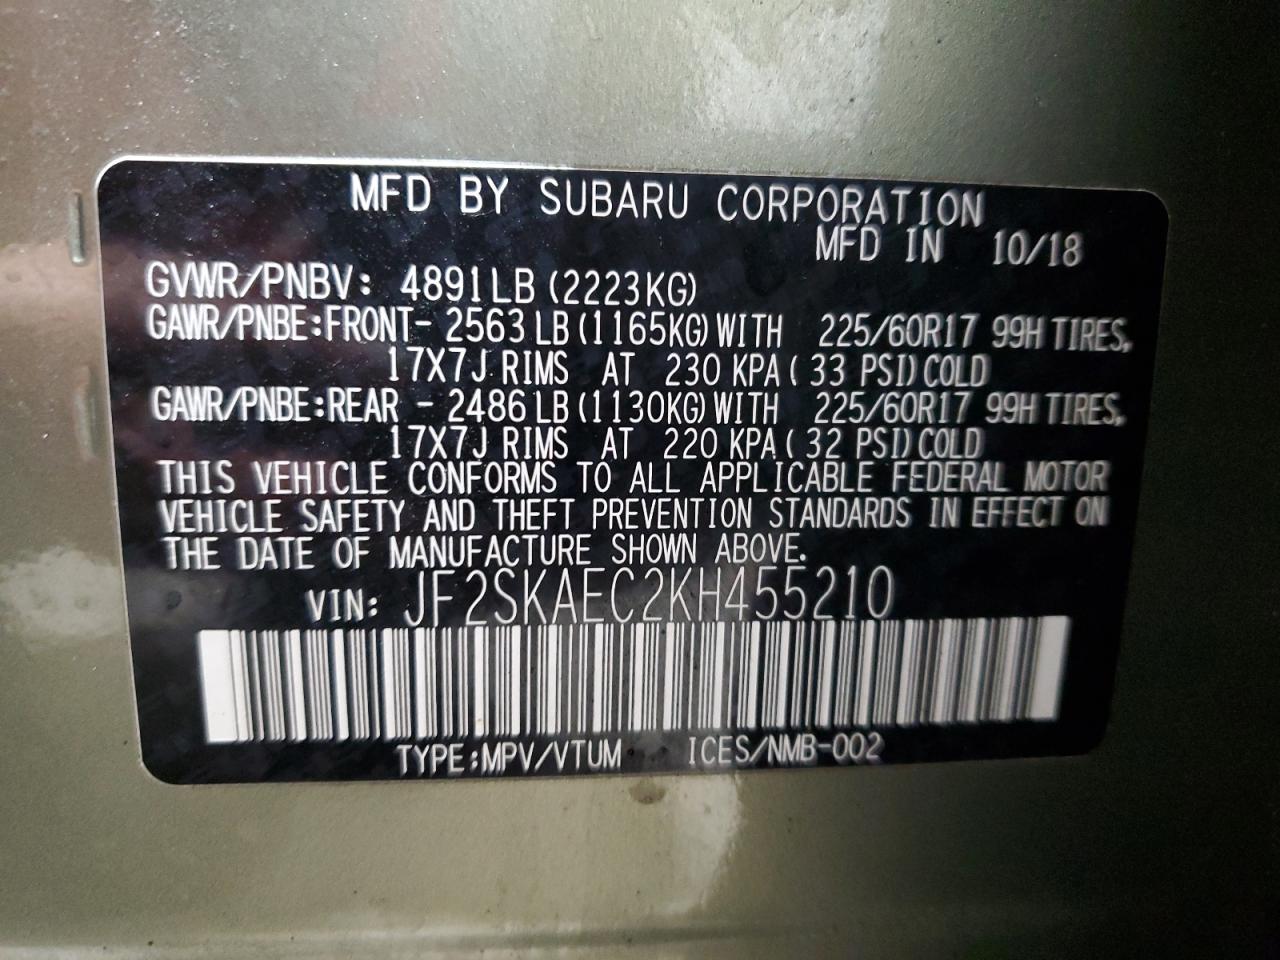 MFD BY SUBARU CORPORATION
MFD IN 10/18
GVWR/PNBV: 4891LB (2223KG)
GAWR/PNBE:FRONT- 2563 LB (1165KG) WITH 225/60R17 99H TIRES,
17X7J RIMS AT 230 KPA ( 33 PSI) COLD
GAWR/PNBE:REAR - 2486 LB (1130KG) WITH 225/60R17 99H TIRES,
17X7J RIMS AT 220 KPA ( 32 PSI) COLD
THIS VEHICLE CONFORMS TO ALL APPLICABLE FEDERAL MOTOR
VEHICLE SAFETY AND THEFT PREVENTION STANDARDS IN EFFECT ON
THE DATE OF MANUFACTURE SHOWN ABOVE.
VIN: JF2SKAEC2KH455210
TYPE:MPV/VTUM ICES/NMB-002